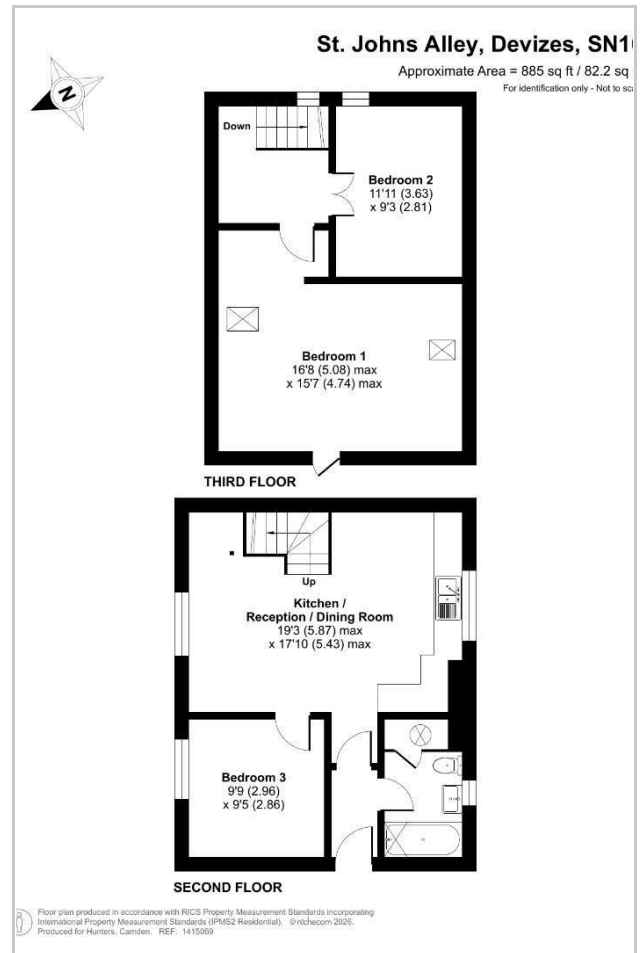 St. Johns Alley, Devizes, SN1
Approximate Area = 885 sq ft / 82.2 sq
For identification only - Not to sca
N
Down
Bedroom 2
11'11 (3.63)
x 9'3 (2.81)
Bedroom 1
16'8 (5.08) max
x 15'7 (4.74) max
THIRD FLOOR
Up
Kitchen /
Reception / Dining Room
19'3 (5.87) max
x 17'10 (5.43) max
Bedroom 3
9'9 (2.96)
x 9'5 (2.86)
SECOND FLOOR
Floor plan produced in accordance with RICS Property Measurement Standards incorporating
International Property Measurement Standards (IPMS2 Residential). ©ntchecom 2026.
Produced for Hunters, Camden. REF: 1415069